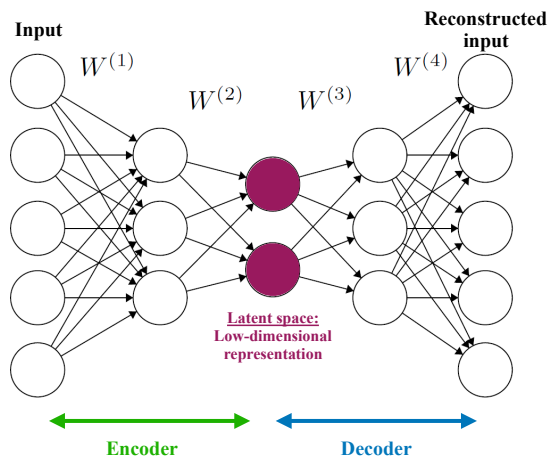 Input
Reconstructed
input
W^{(1)}
W^{(2)}
W^{(3)}
W^{(4)}
Latent space:
Low-dimensional
representation
Encoder
Decoder